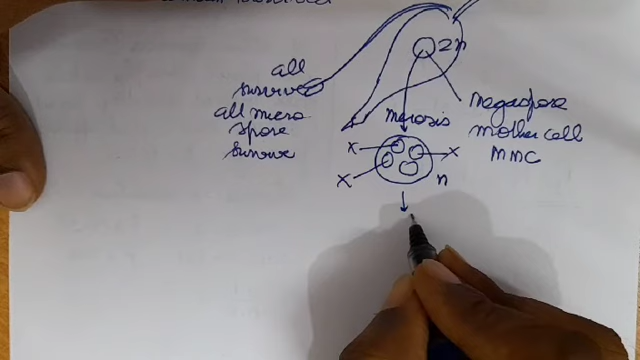 2n
all
survive
all micro
spore
survive
meiosis
megaspore
mother cell
MMC
x
x
x
n